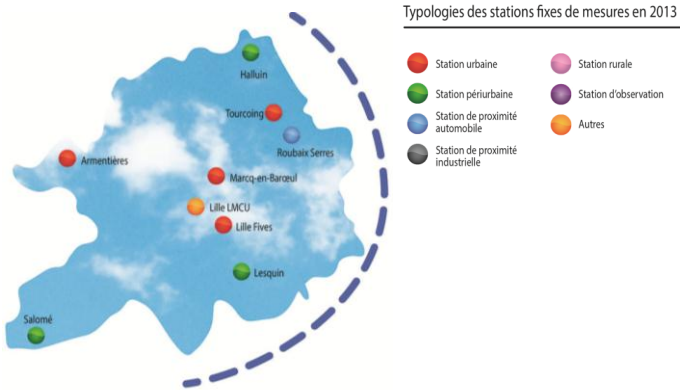 Typologies des stations fixes de mesures en 2013
Station urbaine
Station périurbaine
Station de proximité
automobile
Station de proximité
industrielle
Station rurale
Station d'observation
Autres
Halluin
Tourcoing
Roubaix Serres
Armentières
Marcq-en-Barœul
Lille LMCU
Lille Fives
Lesquin
Salomé